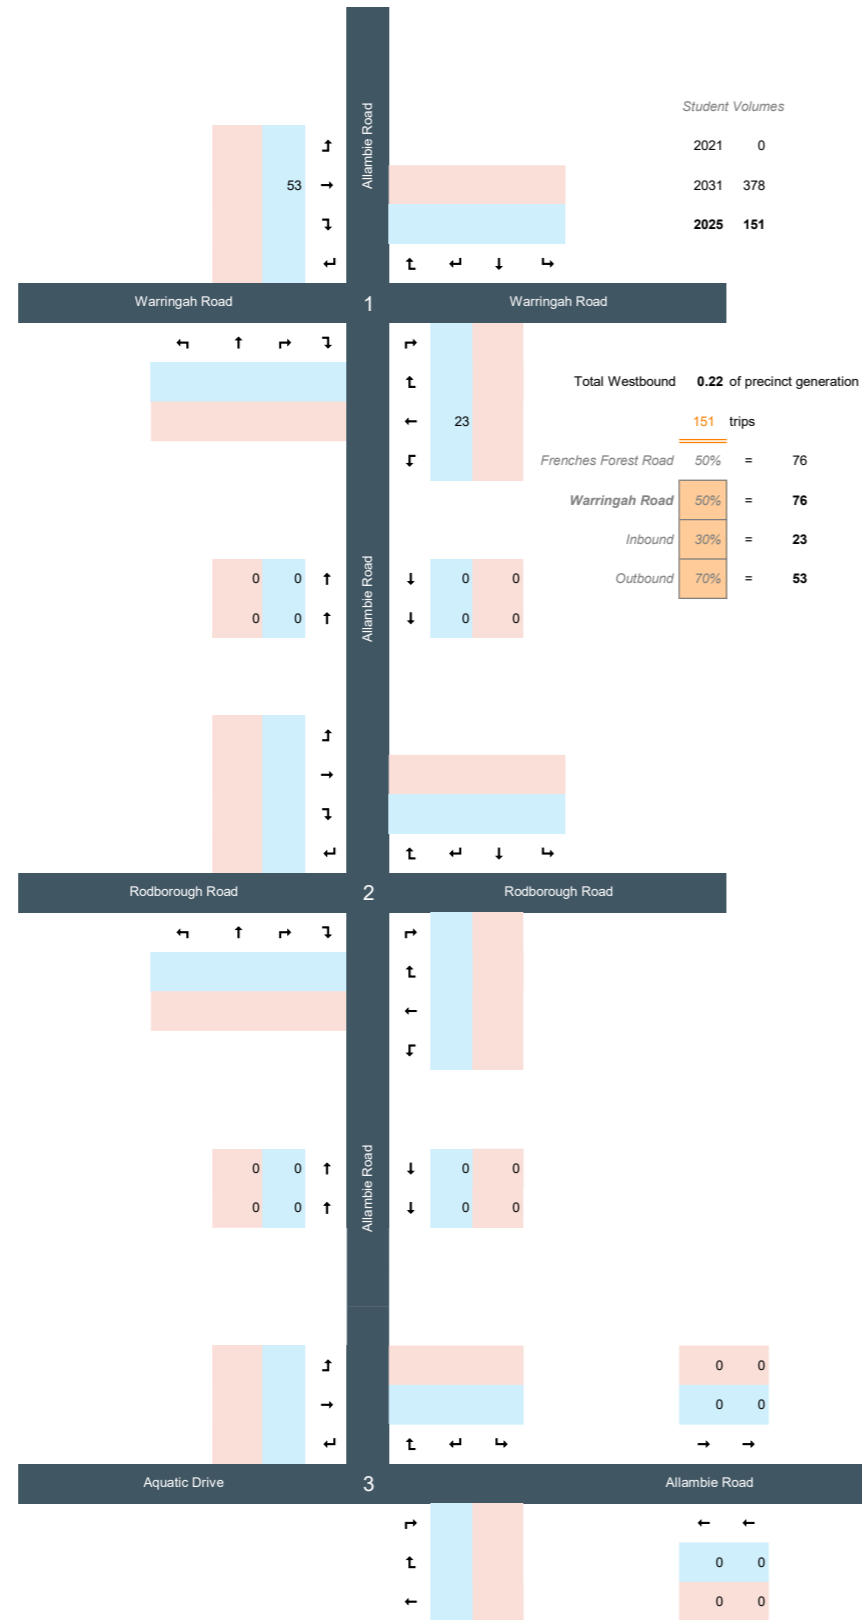 Allambie Road
Student Volumes
2021 0
53 → 2031 378
2025 151
Warringah Road 1 Warringah Road
Total Westbound 0.22 of precinct generation
← 23 151 trips
Frenches Forest Road 50% = 76
Warringah Road 50% = 76
Inbound 30% = 23
Allambie Road
0 0 ↑ ↓ 0 0 Outbound 70% = 53
0 0 ↑ ↓ 0 0
Rodborough Road 2 Rodborough Road
Allambie Road
0 0 ↑ ↓ 0 0
0 0 ↑ ↓ 0 0
0 0
0 0
Aquatic Drive 3 Allambie Road
0 0
0 0